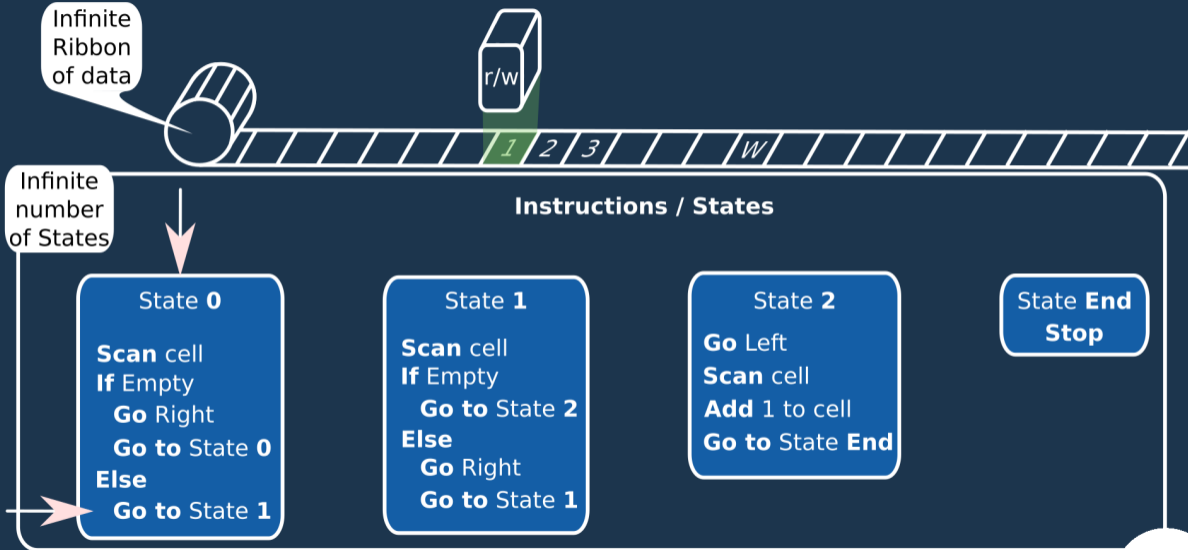 Infinite
Ribbon
of data
r/w
1 2 3 W
Infinite
number
of States
Instructions / States
State 0
Scan cell
If Empty
Go Right
Go to State 0
Else
Go to State 1
State 1
Scan cell
If Empty
Go to State 2
Else
Go Right
Go to State 1
State 2
Go Left
Scan cell
Add 1 to cell
Go to State End
State End
Stop